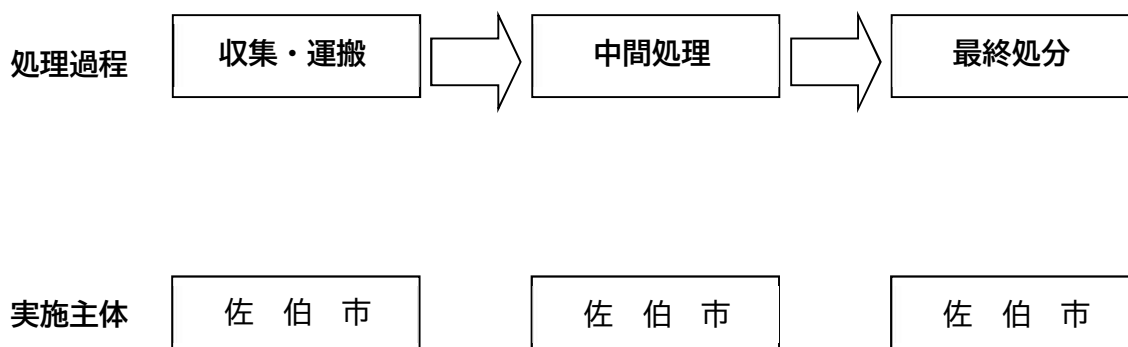 処理過程 収集・運搬 中間処理 最終処分
実施主体 佐 伯 市 佐 伯 市 佐 伯 市